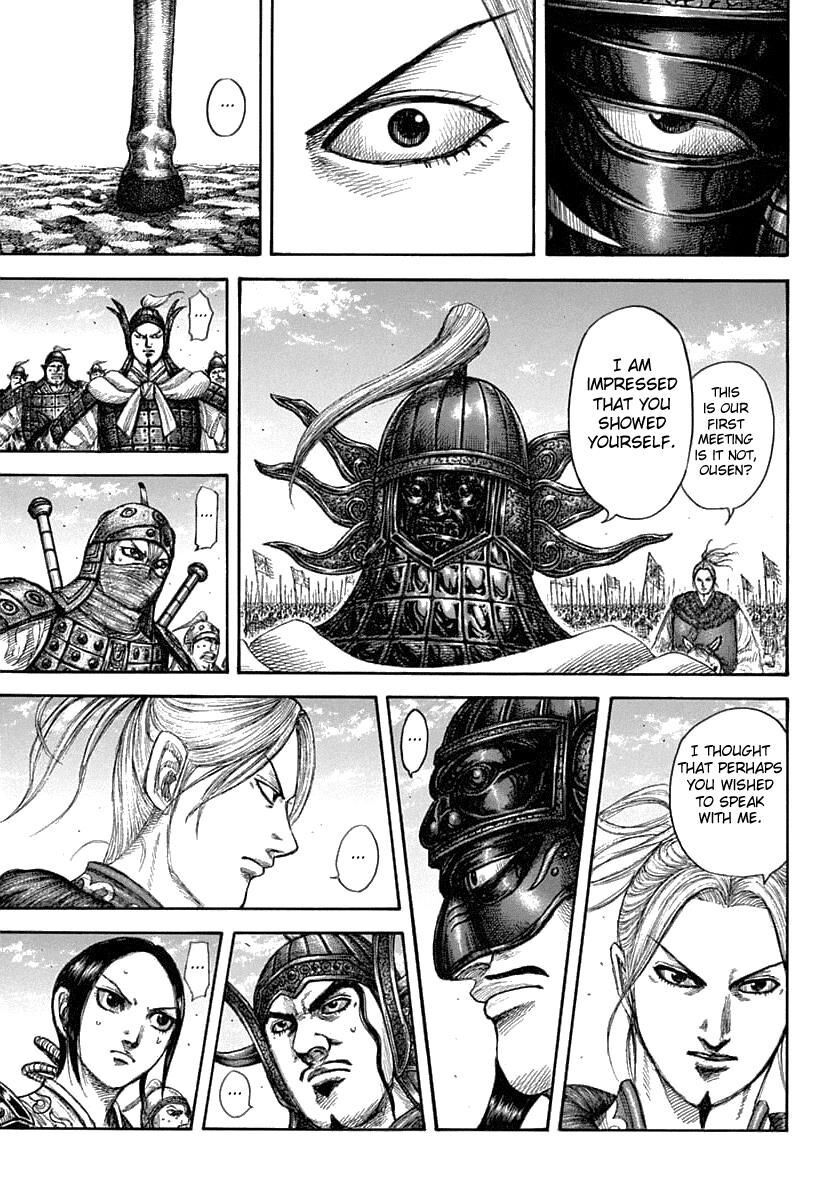 ...
THIS
IS OUR
FIRST
MEETING
IS IT NOT,
OUSEN?
I AM
IMPRESSED
THAT YOU
SHOWED
YOURSELF.
...
...
I THOUGHT
THAT PERHAPS
YOU WISHED
TO SPEAK
WITH ME.
...
...
...
...